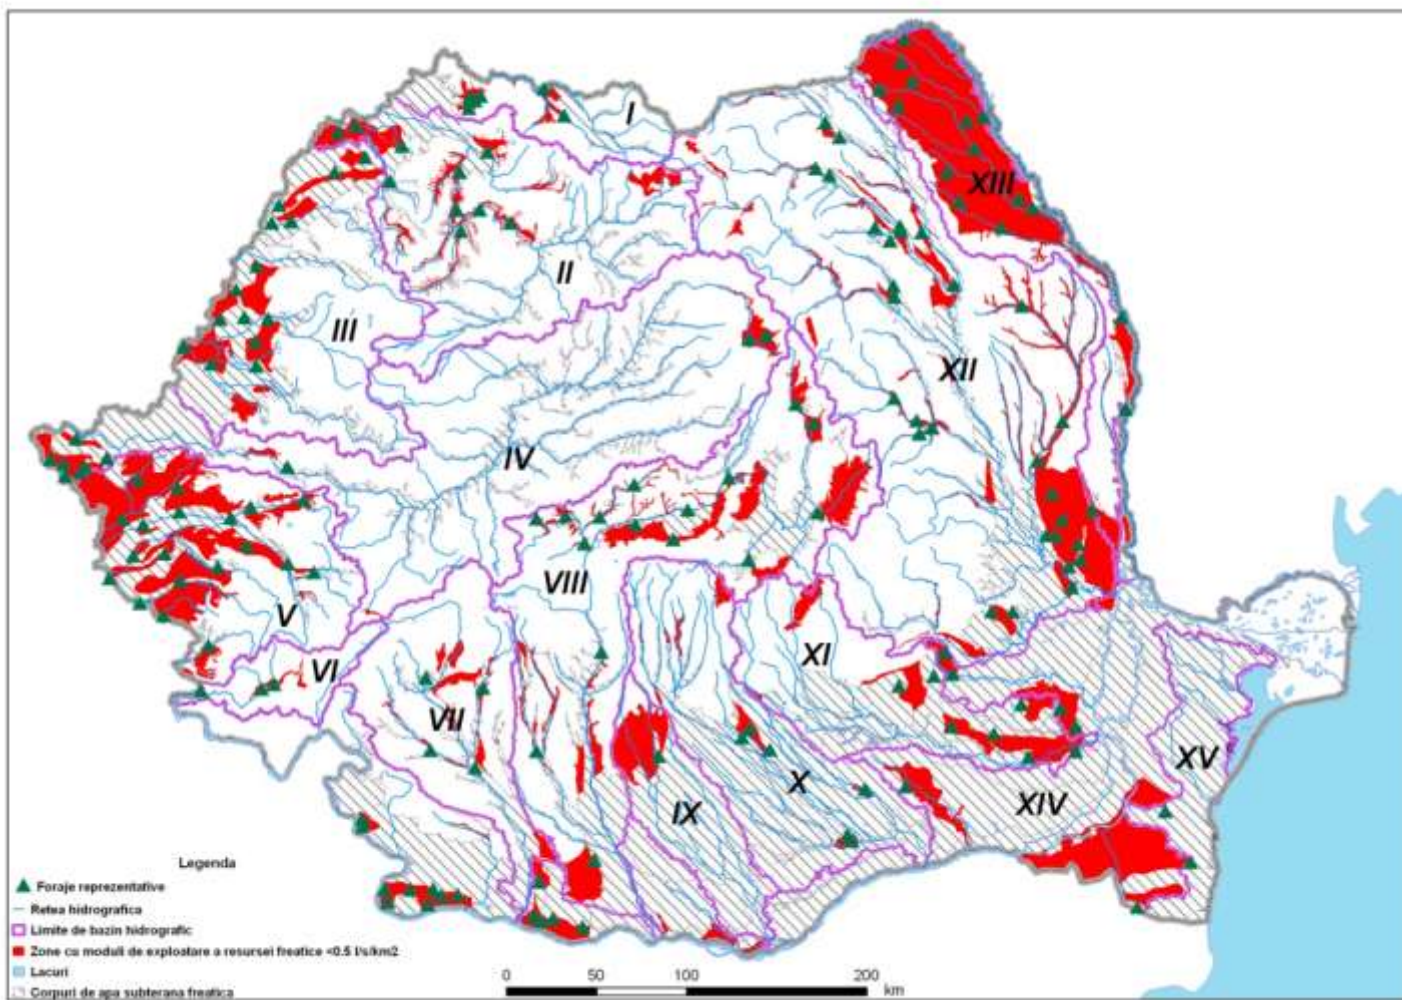 I
XIII
II
III
XII
IV
VIII
V
VI
XI
VII
XV
X
XIV
IX
Legenda
Foraje reprezentative
Retea hidrografica
Limite de bazin hidrografic
Zone cu moduli de exploatare a resursei freatice <0.5 l/s/km2
Lacuri
Corpuri de apa subterana freatica
0 50 100 200
km